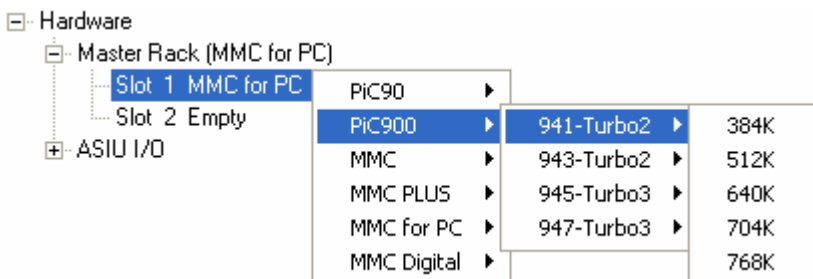 Hardware
Master Rack (MMC for PC)
Slot 1 MMC for PC
Slot 2 Empty
ASIU I/O
PiC90
PiC900
MMC
MMC PLUS
MMC for PC
MMC Digital
941-Turbo2
943-Turbo2
945-Turbo3
947-Turbo3
384K
512K
640K
704K
768K